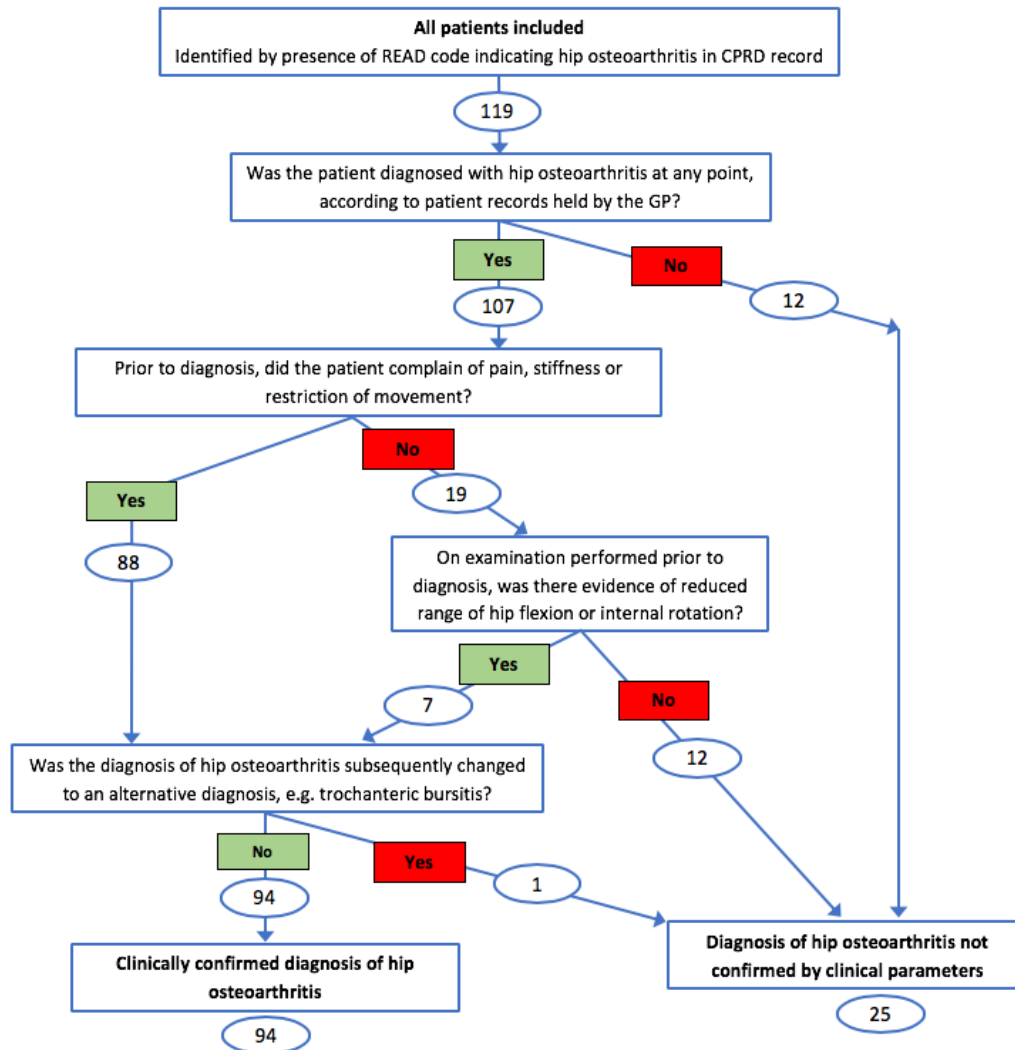 All patients included
Identified by presence of READ code indicating hip osteoarthritis in CPRD record
119
Was the patient diagnosed with hip osteoarthritis at any point,
according to patient records held by the GP?
Yes
No
107
12
Prior to diagnosis, did the patient complain of pain, stiffness or
restriction of movement?
No
Yes
19
88
On examination performed prior to
diagnosis, was there evidence of reduced
range of hip flexion or internal rotation?
Yes
No
7
12
Was the diagnosis of hip osteoarthritis subsequently changed
to an alternative diagnosis, e.g. trochanteric bursitis?
No
Yes
94
1
Clinically confirmed diagnosis of hip
osteoarthritis
94
Diagnosis of hip osteoarthritis not
confirmed by clinical parameters
25